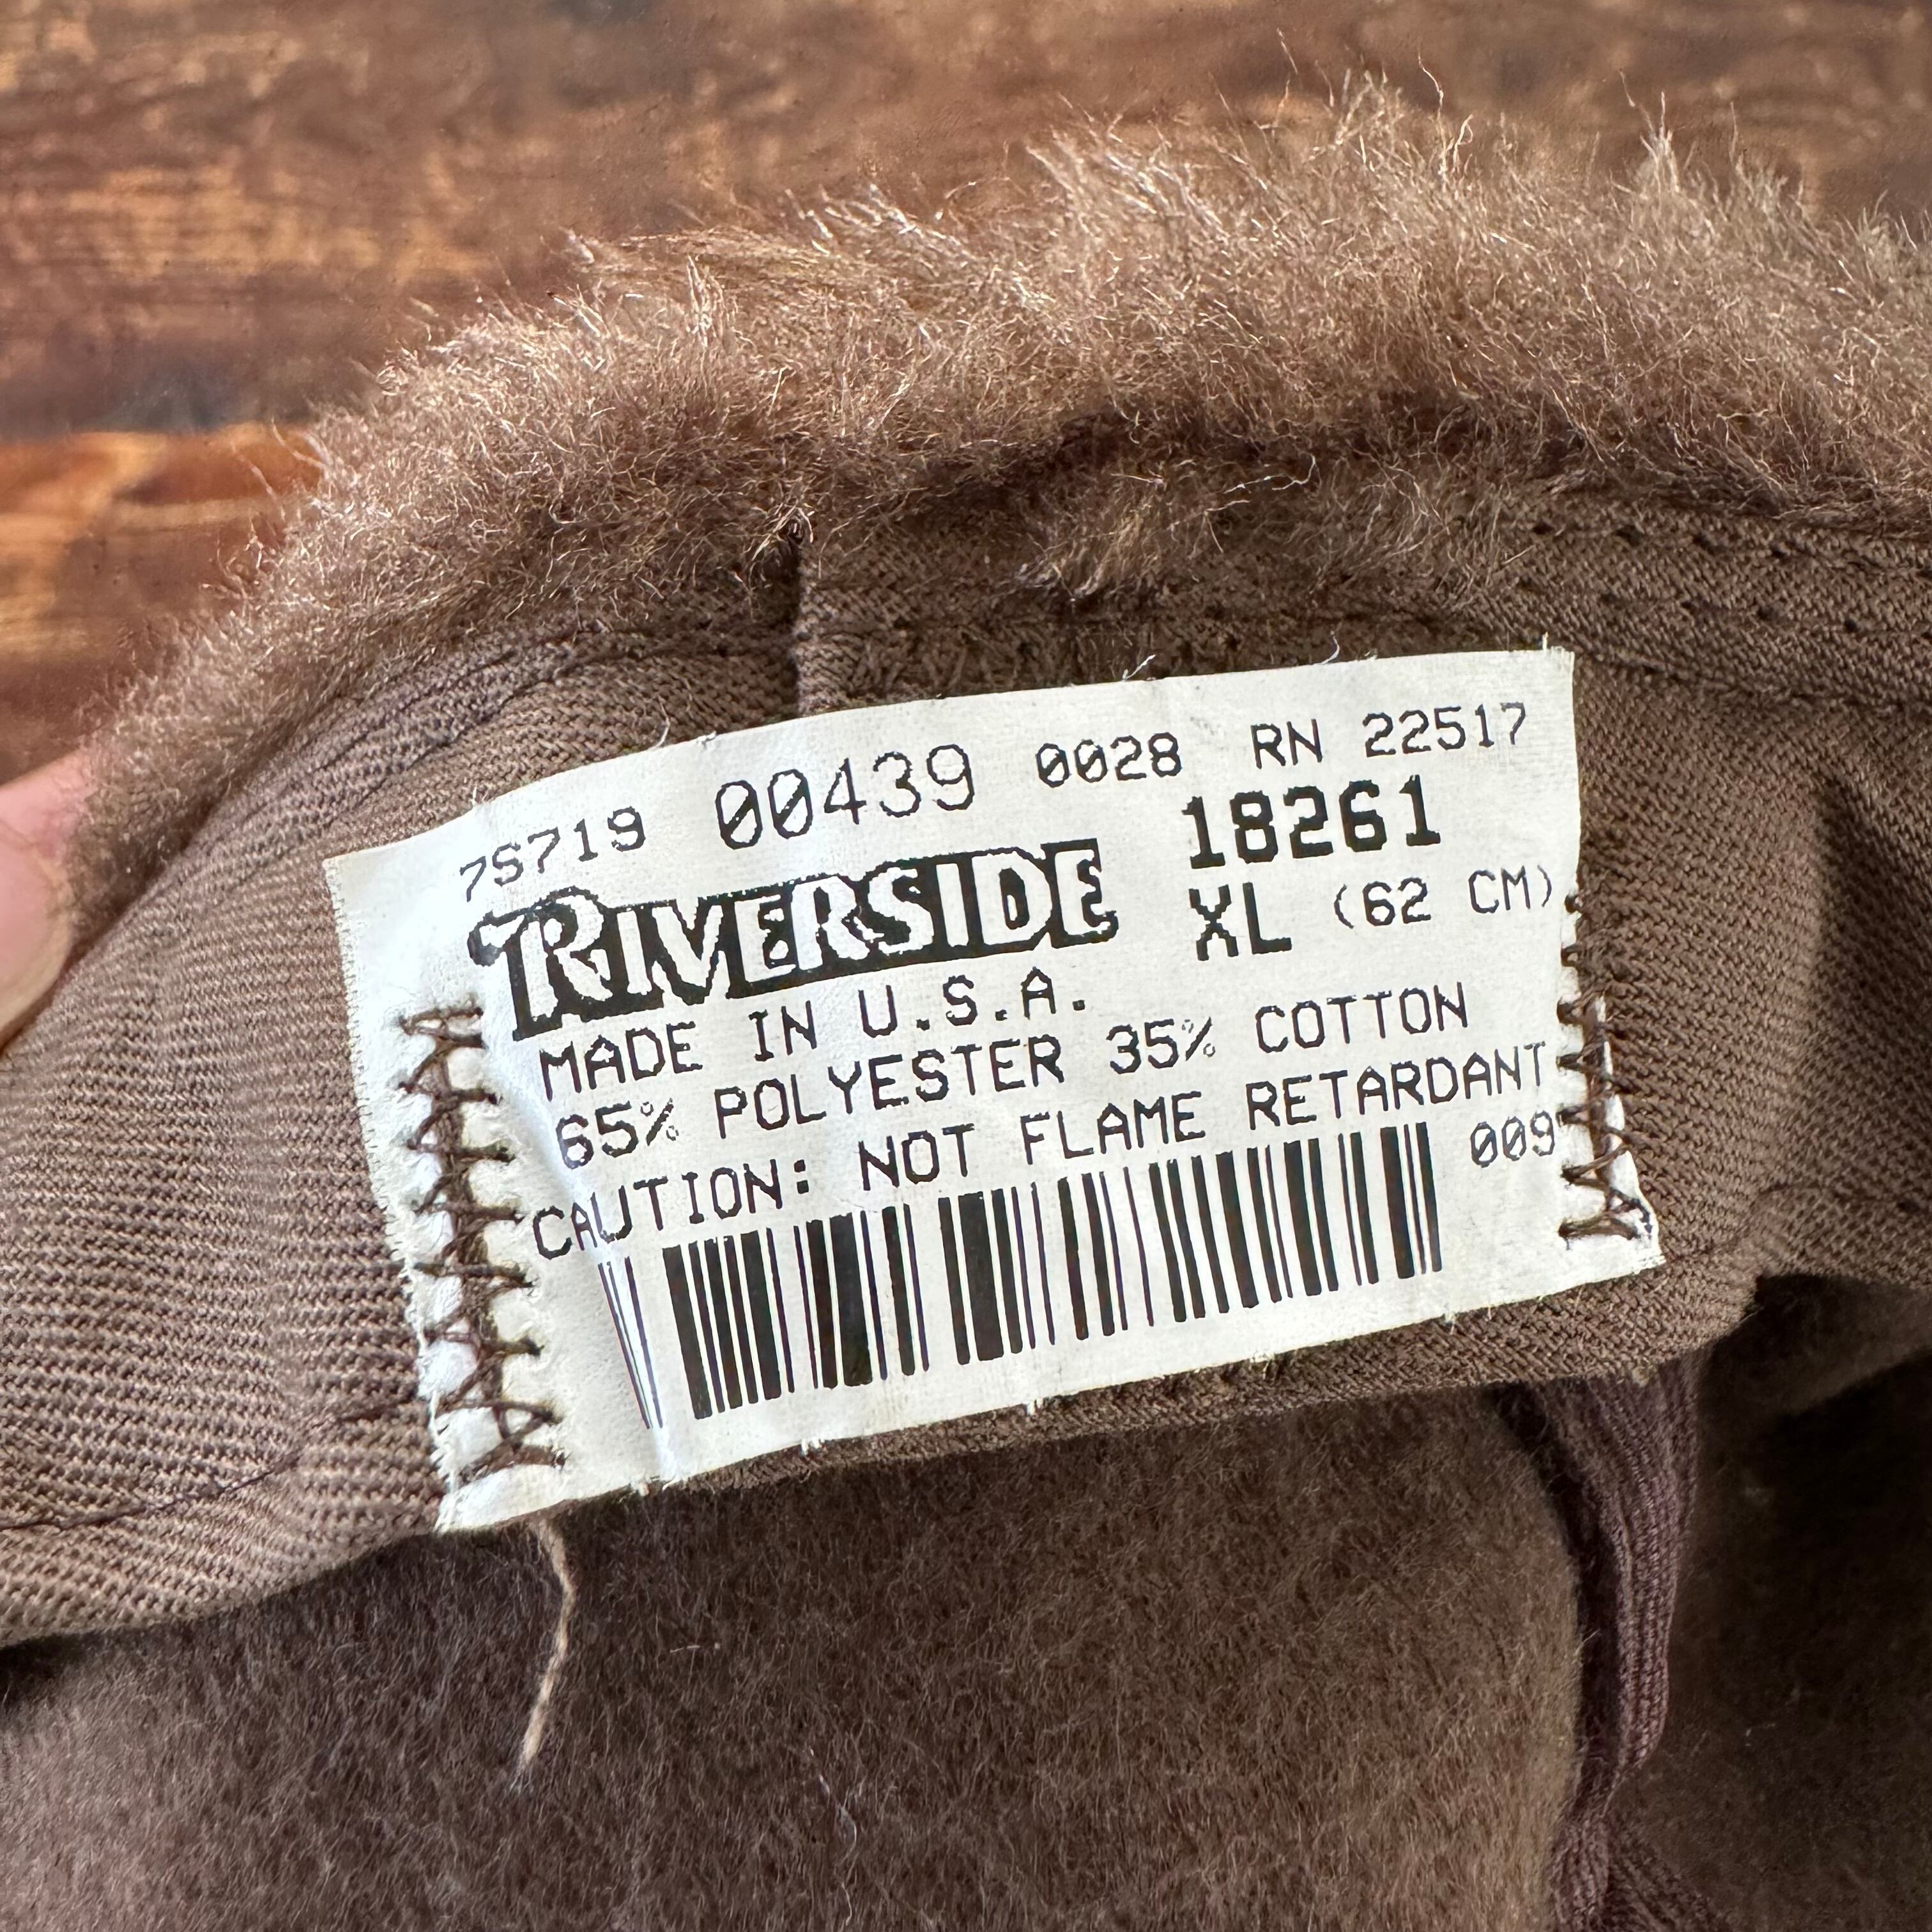 7S719 00439 0028 RN 22517
RIVERSIDE 18261
XL (62 CM)
MADE IN U.S.A.
65% POLYESTER 35% COTTON
CAUTION: NOT FLAME RETARDANT
009